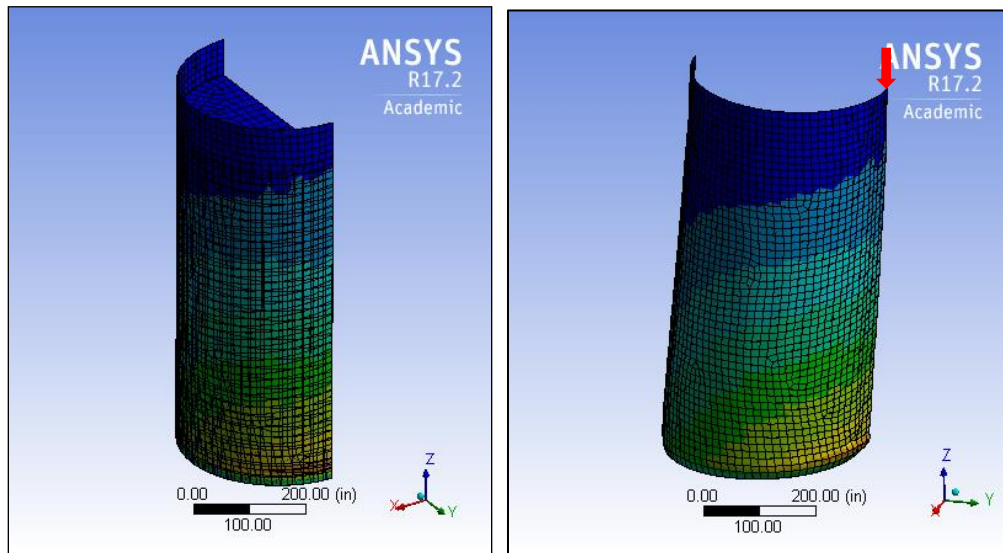 ANSYS
R17.2
Academic
0.00
200.00 (in)
100.00
Z
X
Y
ANSYS
R17.2
Academic
0.00
200.00 (in)
100.00
Z
X
Y